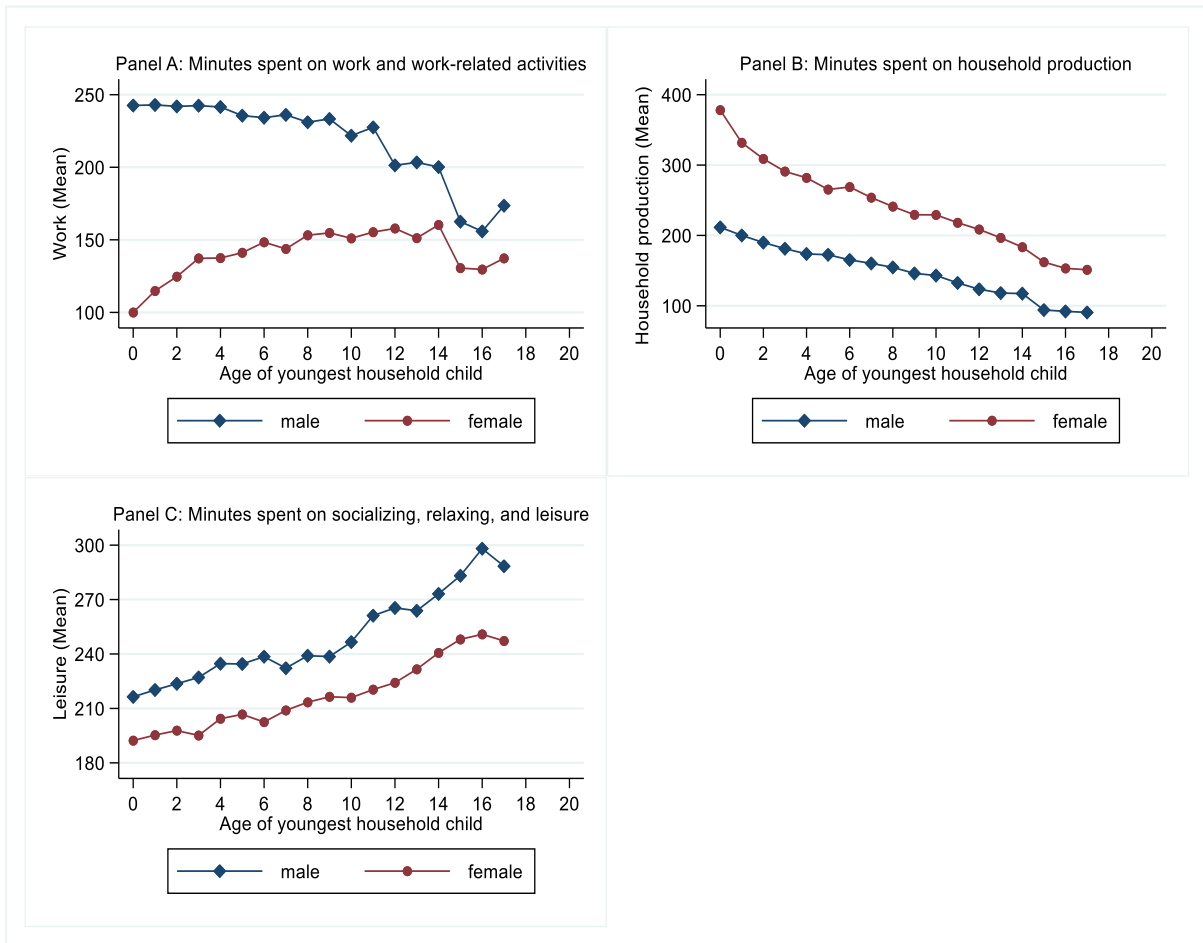 Panel A: Minutes spent on work and work-related activities
Work (Mean)
250
200
150
100
0 2 4 6 8 10 12 14 16 18 20
Age of youngest household child
male female
Panel B: Minutes spent on household production
Household production (Mean)
400
300
200
100
0 2 4 6 8 10 12 14 16 18 20
Age of youngest household child
male female
Panel C: Minutes spent on socializing, relaxing, and leisure
Leisure (Mean)
300
270
240
210
180
0 2 4 6 8 10 12 14 16 18 20
Age of youngest household child
male female